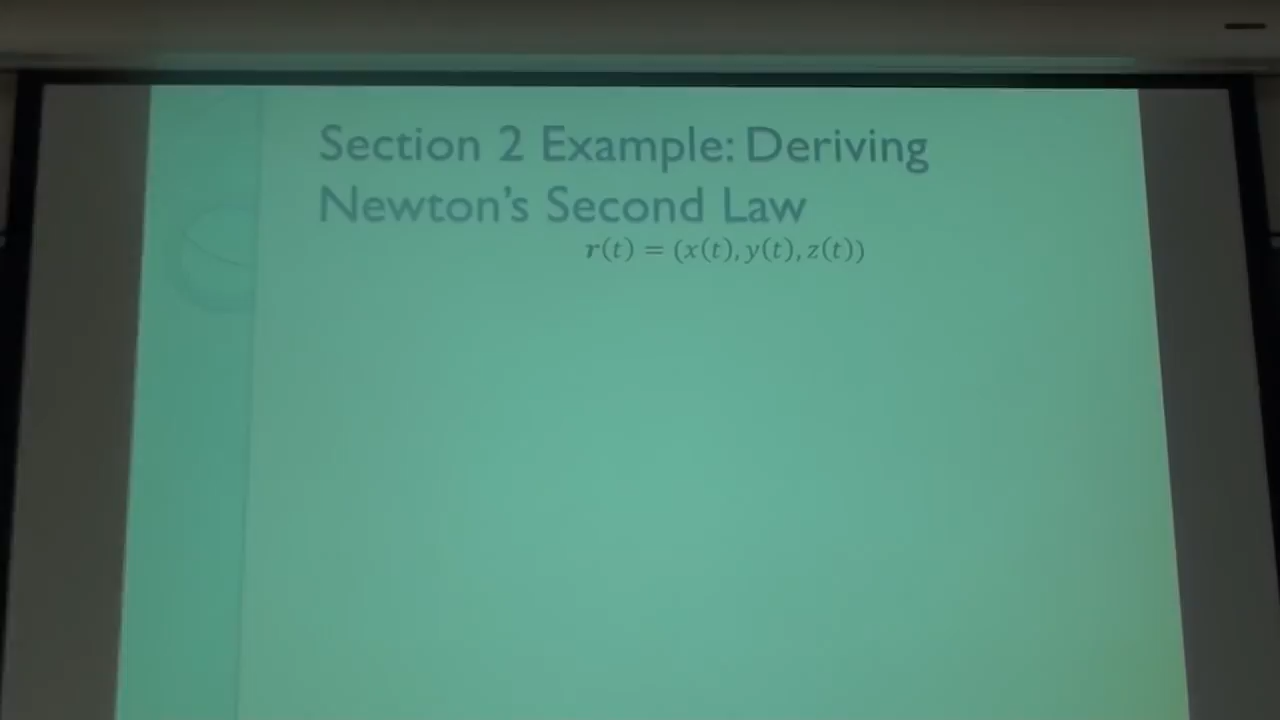 Section 2 Example: Deriving
Newton's Second Law
r(t) = (x(t), y(t), z(t))